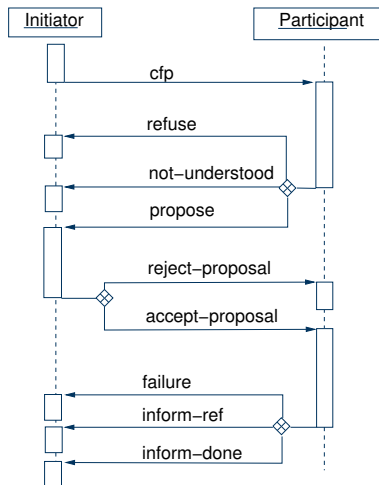 Initiator
Participant
cfp
refuse
not-understood
propose
reject-proposal
accept-proposal
failure
inform-ref
inform-done